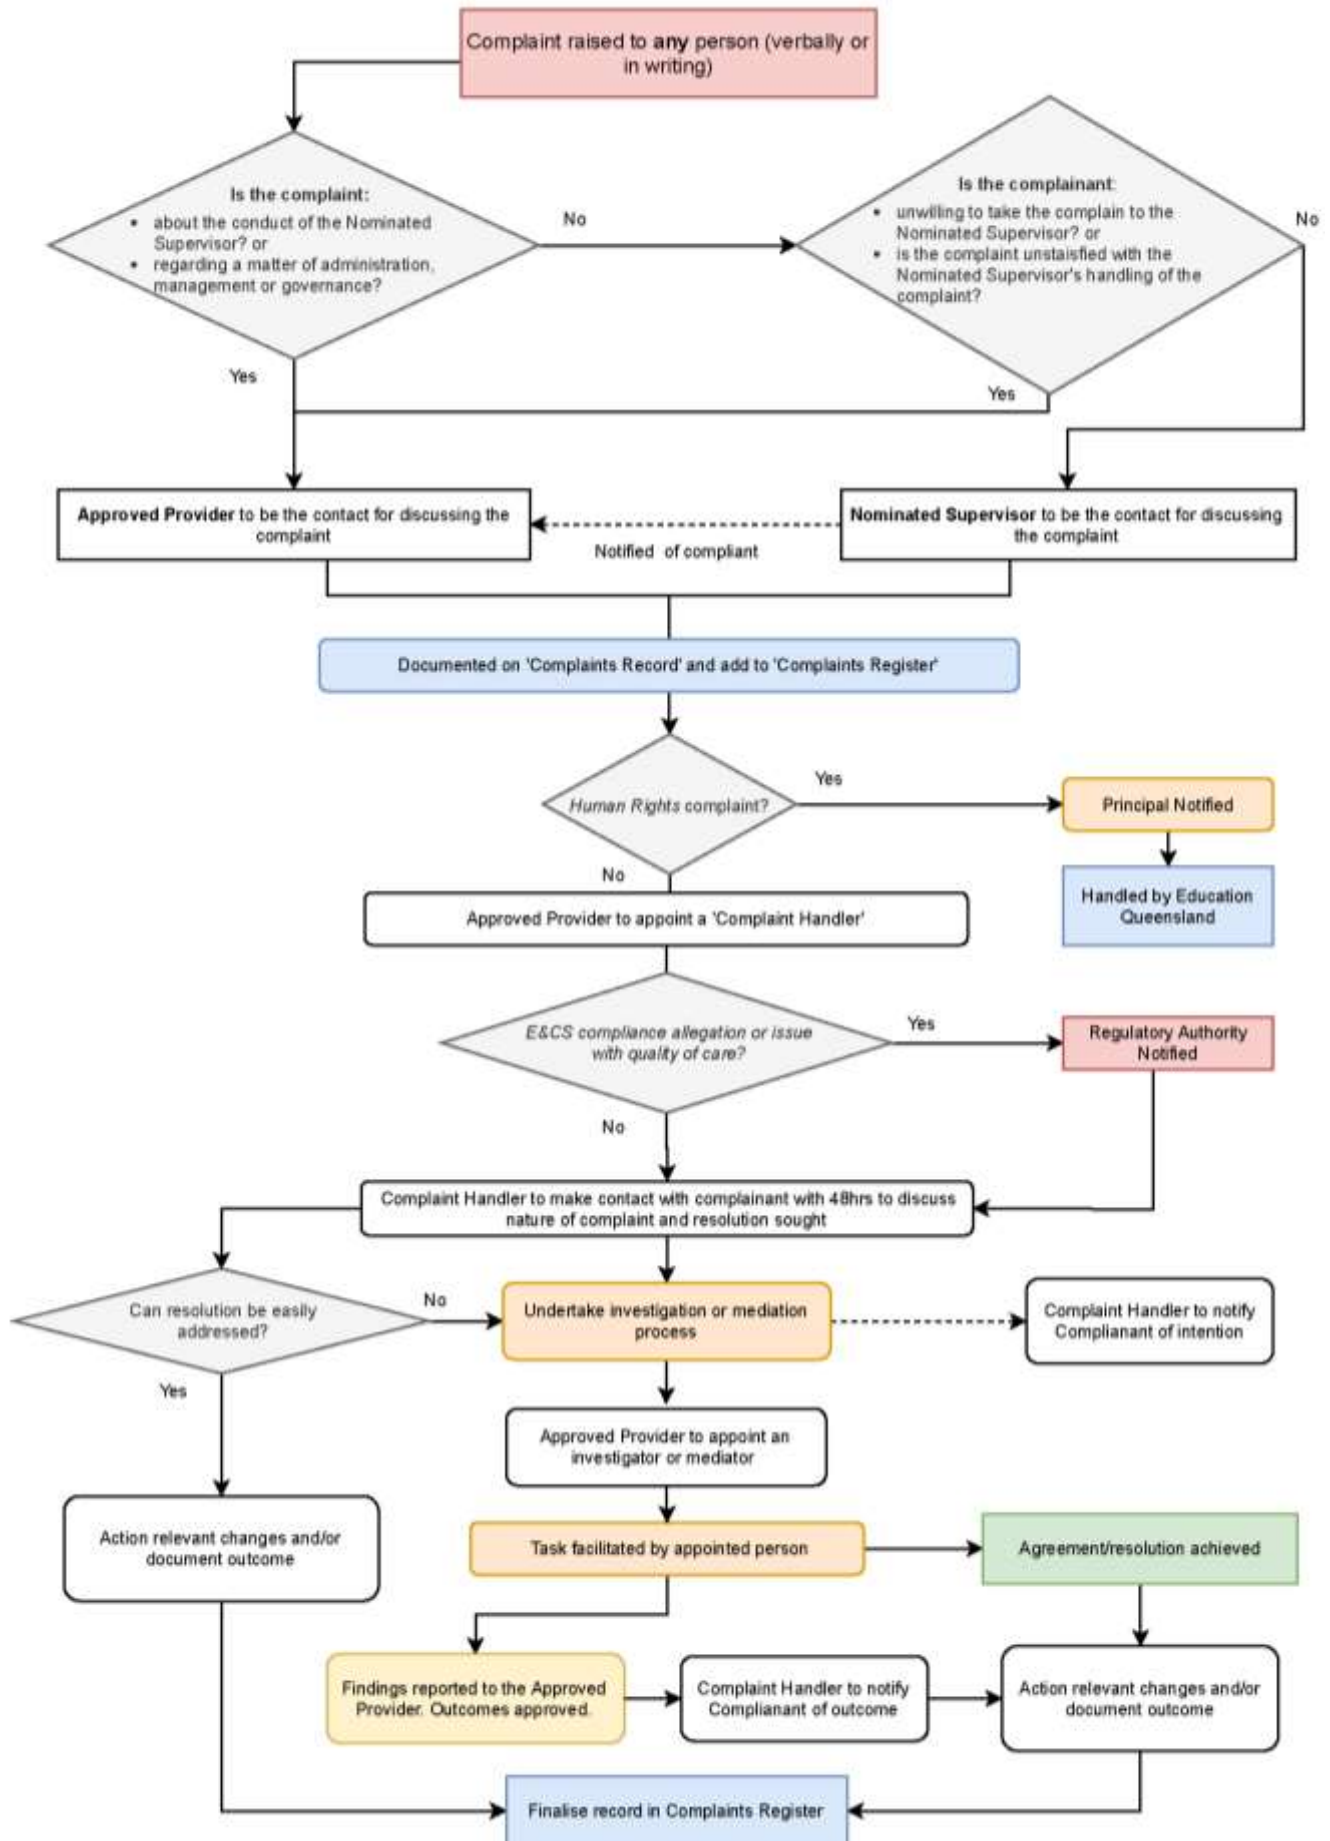 Complaint raised to any person (verbally or
in writing)
Is the complaint:
• about the conduct of the Nominated
Supervisor? or
• regarding a matter of administration,
management or governance?
No
Is the complainant:
• unwilling to take the complain to the
Nominated Supervisor? or
• is the complaint unstaisfied with the
Nominated Supervisor's handling of the
complaint?
No
Yes
Yes
Approved Provider to be the contact for discussing the
complaint
Notified of compliant
Nominated Supervisor to be the contact for discussing
the complaint
Documented on 'Complaints Record' and add to 'Complaints Register'
Human Rights complaint?
Yes
Principal Notified
Handled by Education
Queensland
No
Approved Provider to appoint a 'Complaint Handler'
E&CS compliance allegation or issue
with quality of care?
Yes
Regulatory Authority
Notified
No
Complaint Handler to make contact with complainant with 48hrs to discuss
nature of complaint and resolution sought
Can resolution be easily
addressed?
No
Undertake investigation or mediation
process
Complaint Handler to notify
Complianant of intention
Yes
Approved Provider to appoint an
investigator or mediator
Action relevant changes and/or
document outcome
Task facilitated by appointed person
Agreement/resolution achieved
Findings reported to the Approved
Provider. Outcomes approved.
Complaint Handler to notify
Complianant of outcome
Action relevant changes and/or
document outcome
Finalise record in Complaints Register